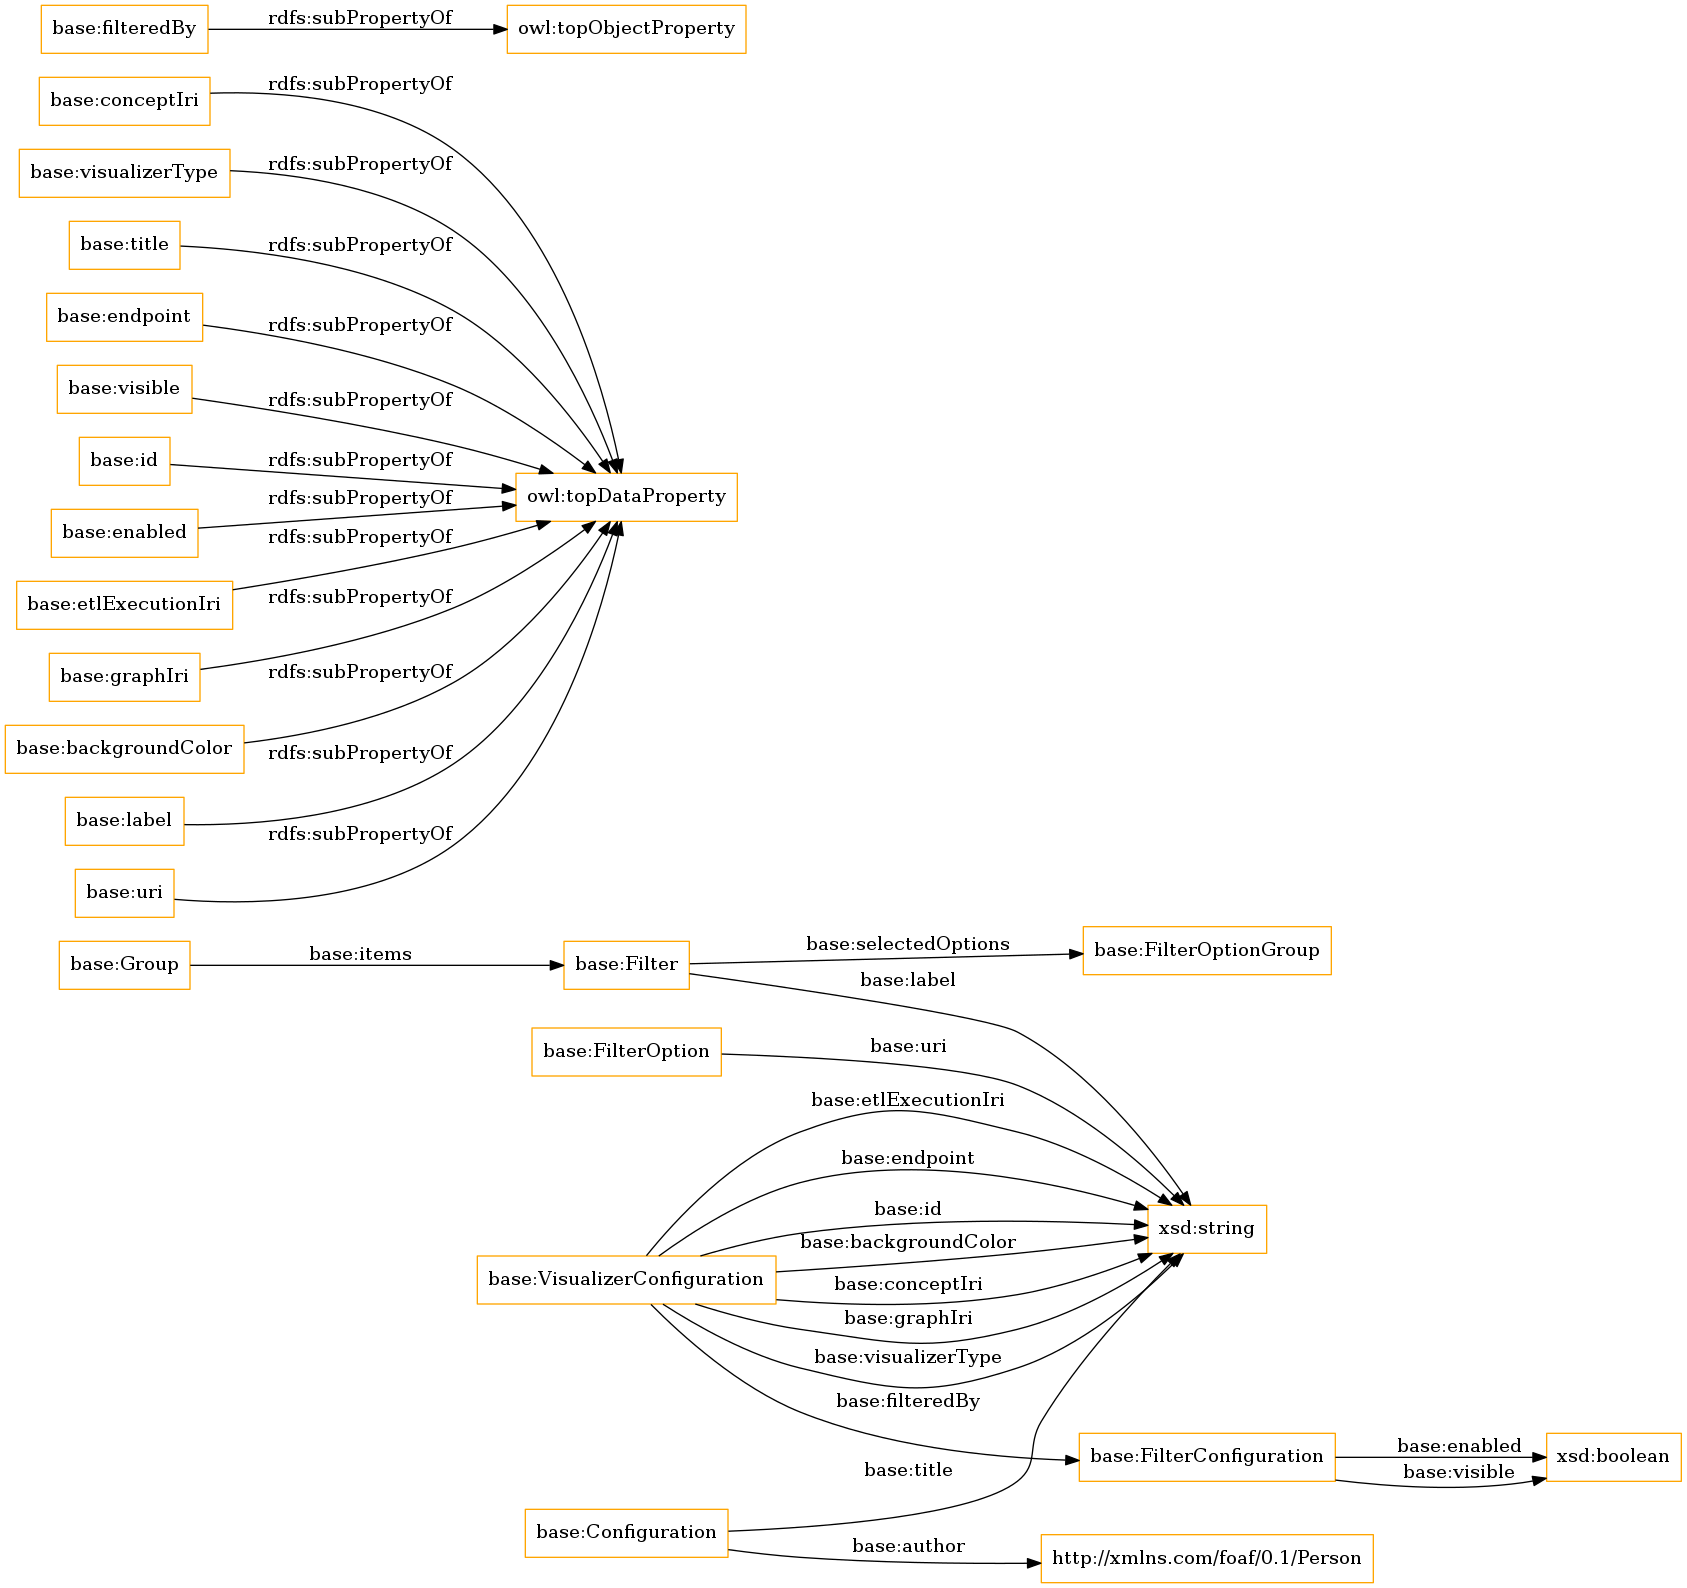 base:filteredBy
rdfs:subPropertyOf
owl:topObjectProperty
base:conceptIri
rdfs:subPropertyOf
base:visualizerType
rdfs:subPropertyOf
base:title
rdfs:subPropertyOf
base:endpoint
rdfs:subPropertyOf
base:visible
rdfs:subPropertyOf
base:id
rdfs:subPropertyOf
owl:topDataProperty
base:enabled
rdfs:subPropertyOf
base:etlExecutionIri
rdfs:subPropertyOf
base:graphIri
rdfs:subPropertyOf
base:backgroundColor
rdfs:subPropertyOf
base:label
rdfs:subPropertyOf
base:uri
rdfs:subPropertyOf
base:Group
base:items
base:Filter
base:selectedOptions
base:FilterOptionGroup
base:label
base:FilterOption
base:uri
base:etlExecutionIri
base:endpoint
base:id
xsd:string
base:backgroundColor
base:VisualizerConfiguration
base:conceptIri
base:graphIri
base:visualizerType
base:filteredBy
base:FilterConfiguration
base:enabled
xsd:boolean
base:visible
base:title
base:Configuration
base:author
http://xmlns.com/foaf/0.1/Person